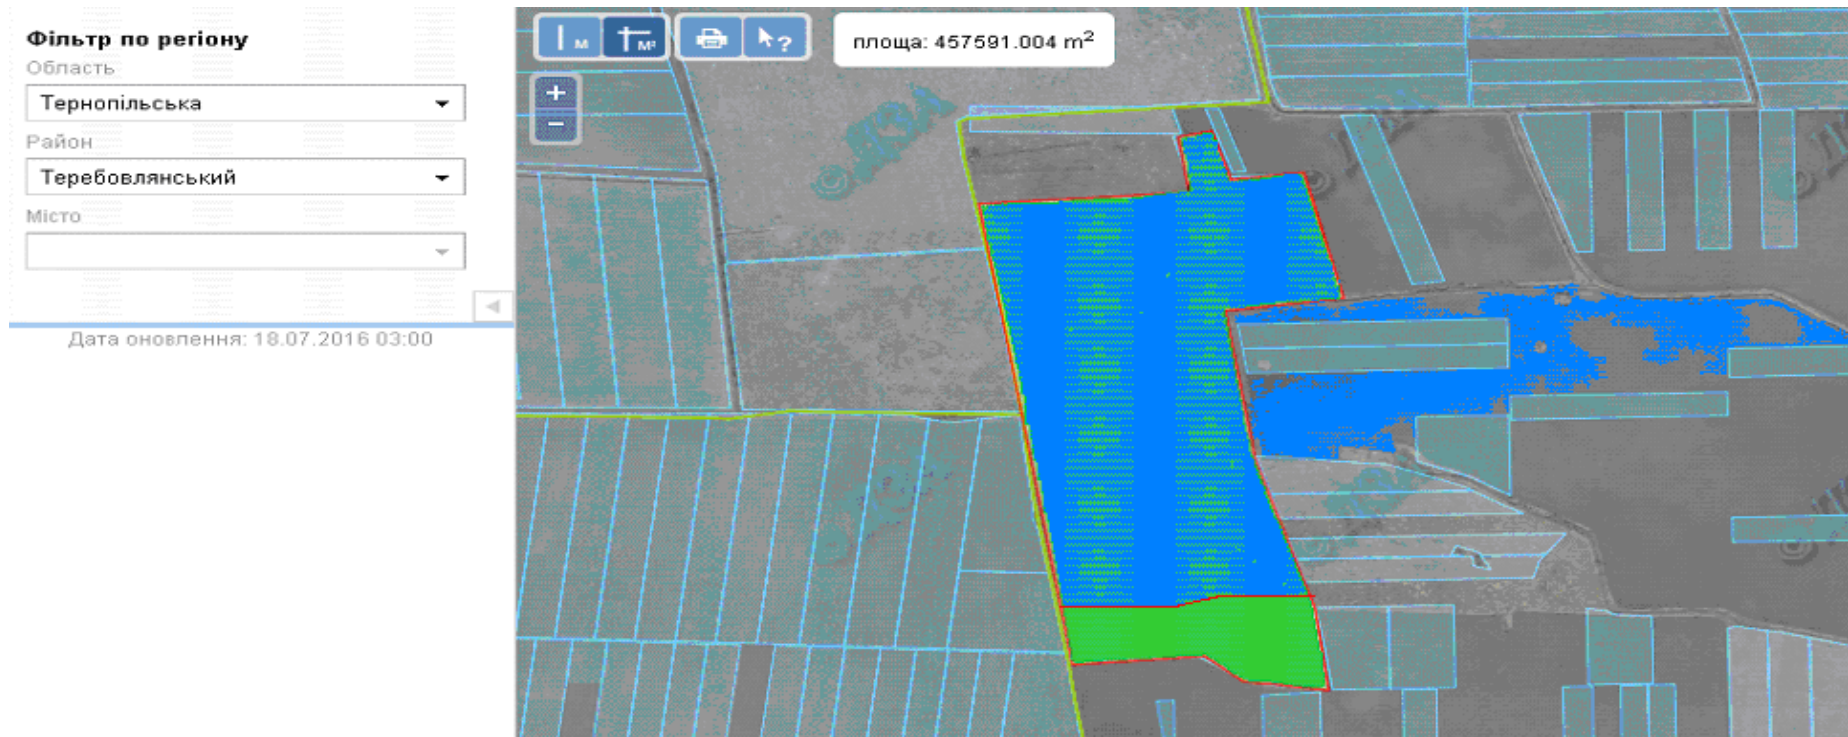 Фільтр по регіону
Область
Тернопільська
Район
Теребовлянський
Місто
Дата оновлення: 18.07.2016 03:00
м
м²
?
площа: 457591.004 m²
+
−